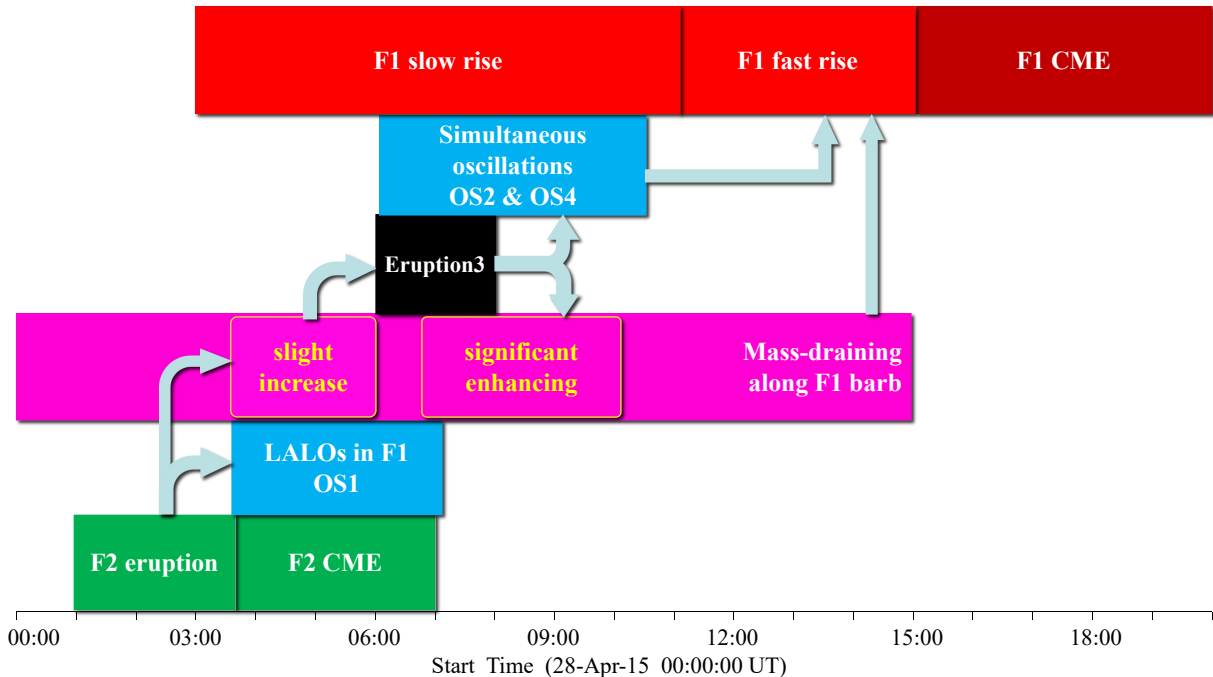 F1 slow rise
F1 fast rise
F1 CME
Simultaneous
oscillations
OS2 & OS4
Eruption3
slight
increase
significant
enhancing
Mass-draining
along F1 barb
LALOs in F1
OS1
F2 eruption
F2 CME
00:00
03:00
06:00
09:00
12:00
15:00
18:00
Start Time (28-Apr-15 00:00:00 UT)